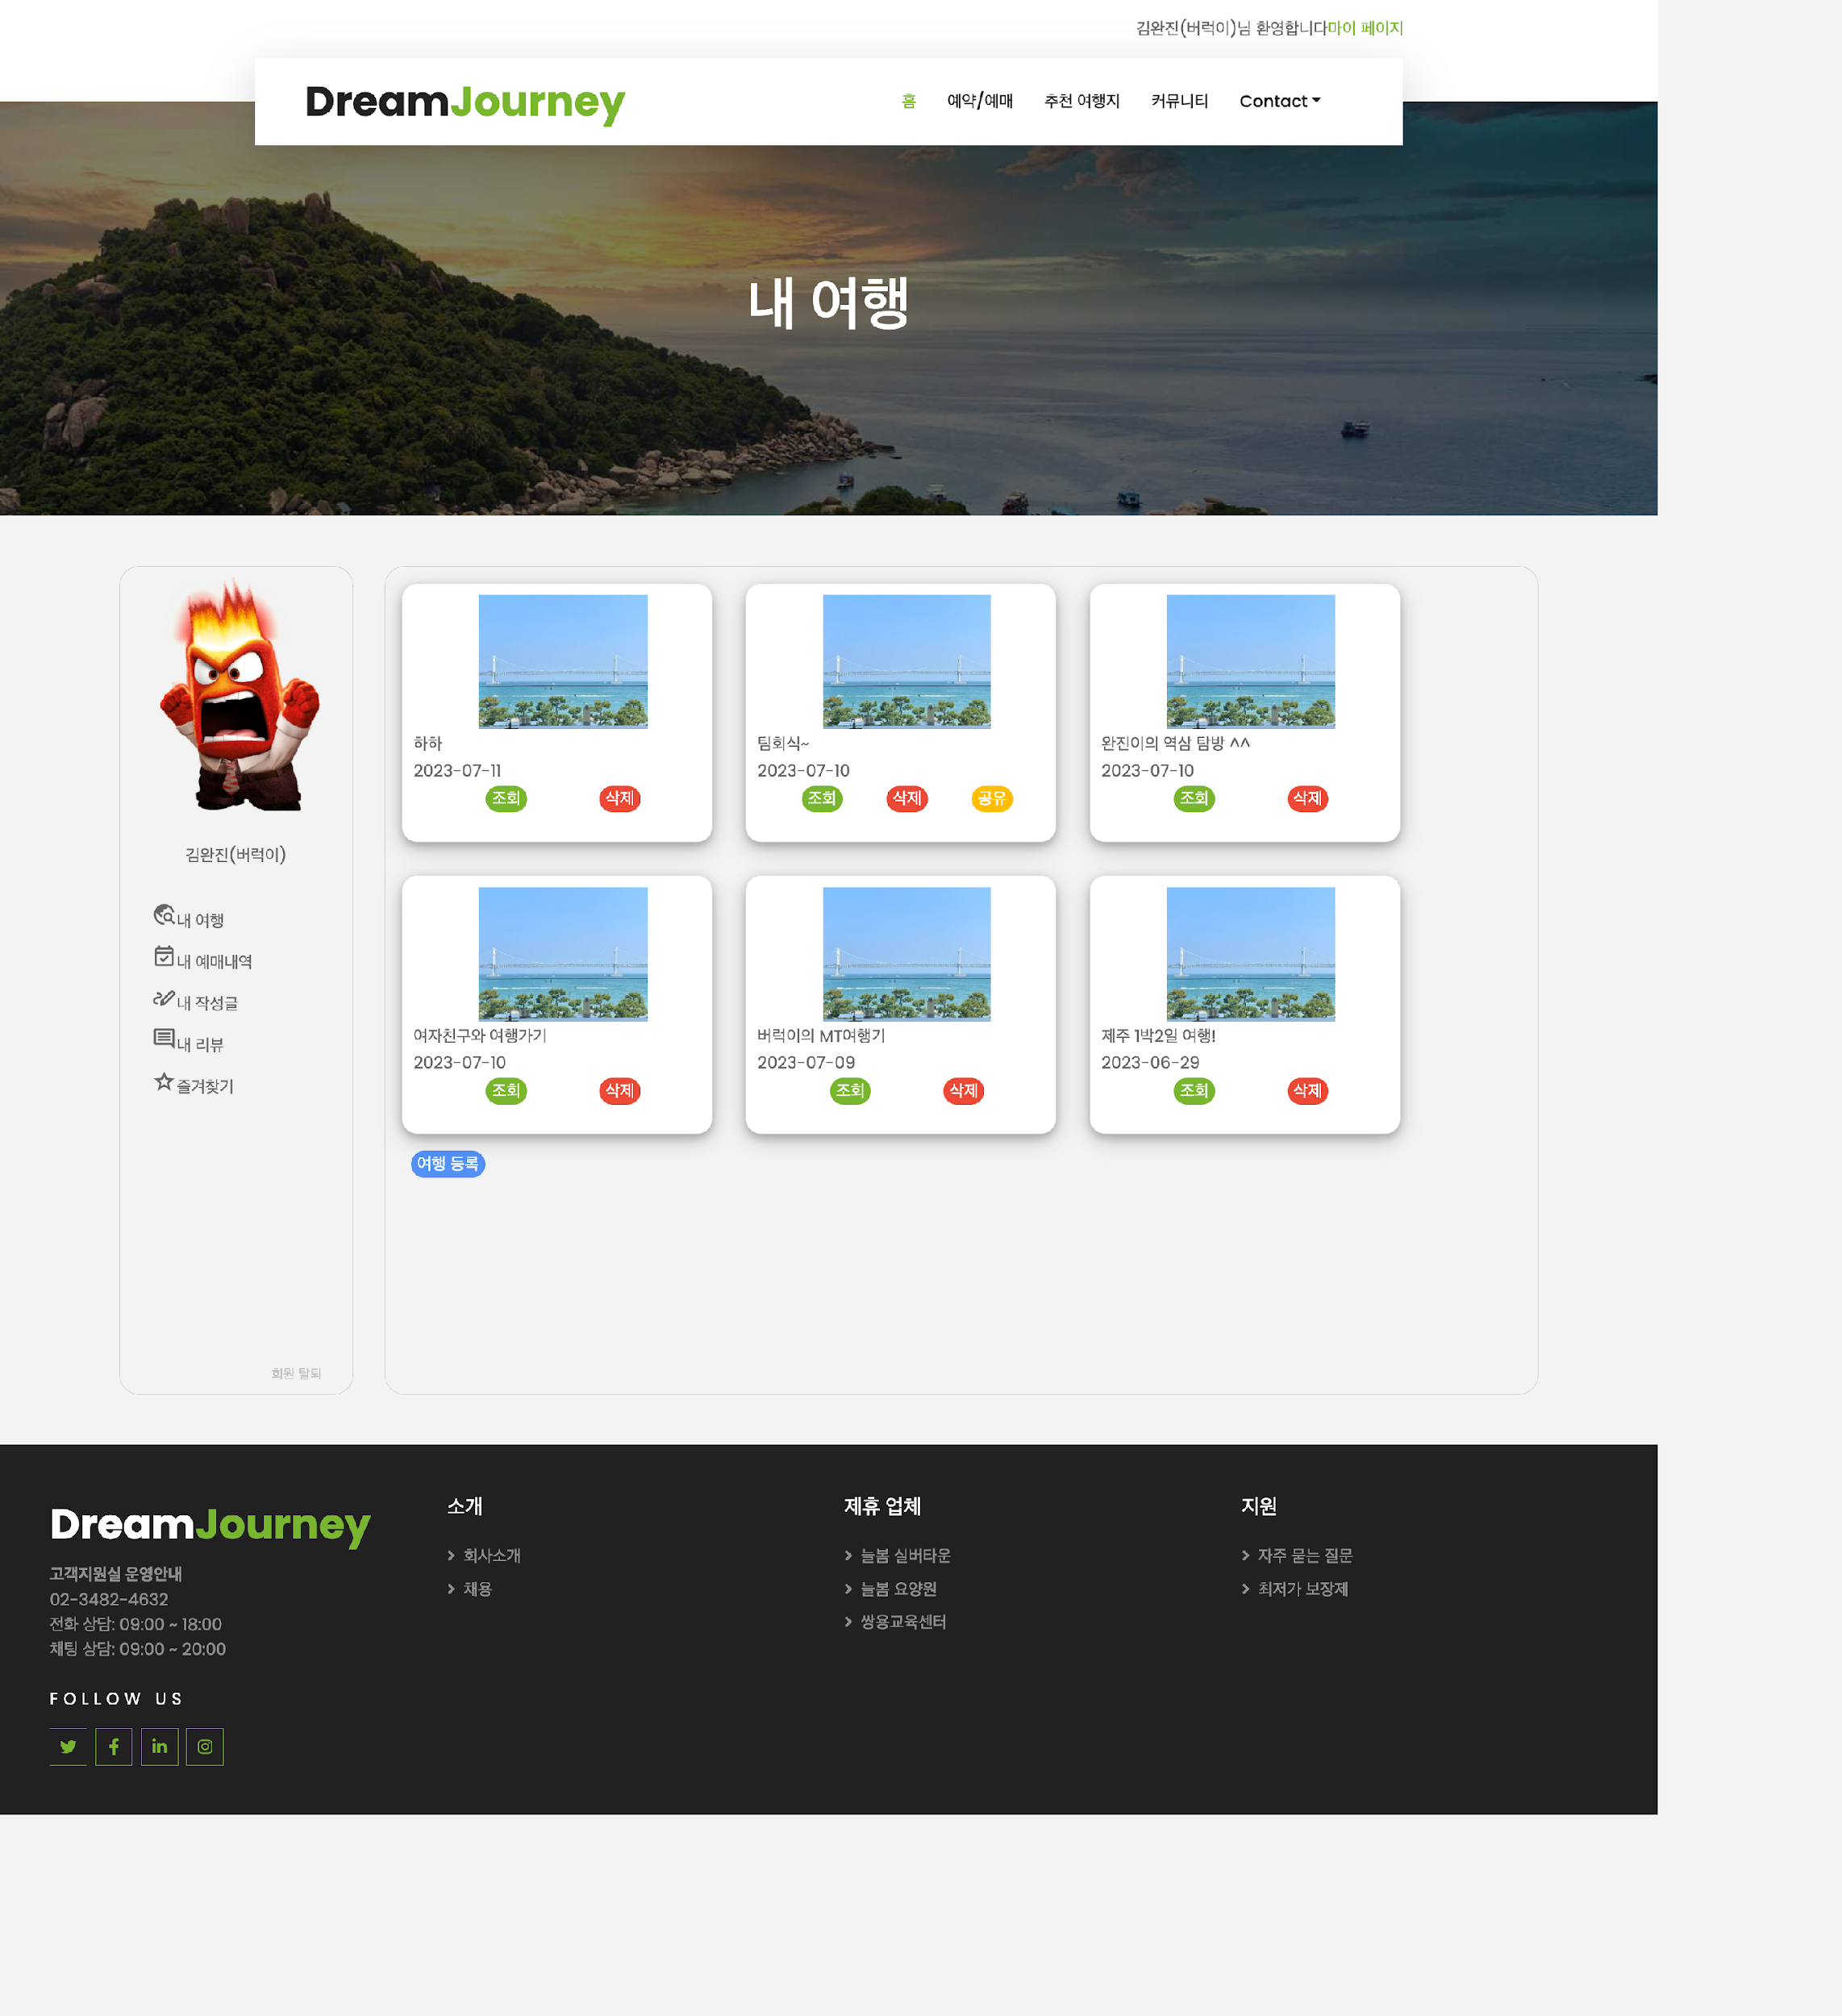 김완진(버럭이)님 환영합니다마이 페이지
DreamJourney
홈 예약/예매 추천 여행지 커뮤니티 Contact
내 여행
하하
2023-07-11
조회 삭제
팀회식~
2023-07-10
조회 삭제 공유
완진이의 역삼 탐방 ^^
2023-07-10
조회 삭제
김완진(버럭이)
내 여행
내 예매내역
내 작성글
내 리뷰
즐겨찾기
회원 탈퇴
여자친구와 여행가기
2023-07-10
조회 삭제
버럭이의 MT여행기
2023-07-09
조회 삭제
제주 1박2일 여행!
2023-06-29
조회 삭제
여행 등록
DreamJourney
고객지원실 운영안내
02-3482-4632
전화 상담: 09:00 ~ 18:00
채팅 상담: 09:00 ~ 20:00
FOLLOW US
소개
회사소개
채용
제휴 업체
늘봄 실버타운
늘봄 요양원
쌍용교육센터
지원
자주 묻는 질문
최저가 보장제